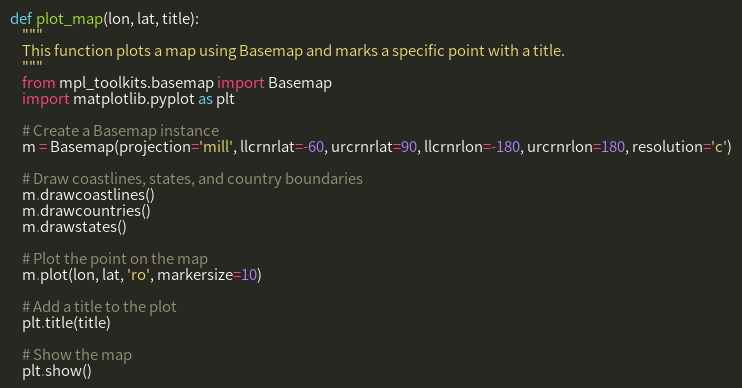 def plot_map(lon, lat, title):
    """
    This function plots a map using Basemap and marks a specific point with a title.
    """
    from mpl_toolkits.basemap import Basemap
    import matplotlib.pyplot as plt

    # Create a Basemap instance
    m = Basemap(projection='mill', llcrnrlat=-60, urcrnrlat=90, llcrnrlon=-180, urcrnrlon=180, resolution='c')

    # Draw coastlines, states, and country boundaries
    m.drawcoastlines()
    m.drawcountries()
    m.drawstates()

    # Plot the point on the map
    m.plot(lon, lat, 'ro', markersize=10)

    # Add a title to the plot
    plt.title(title)

    # Show the map
    plt.show()